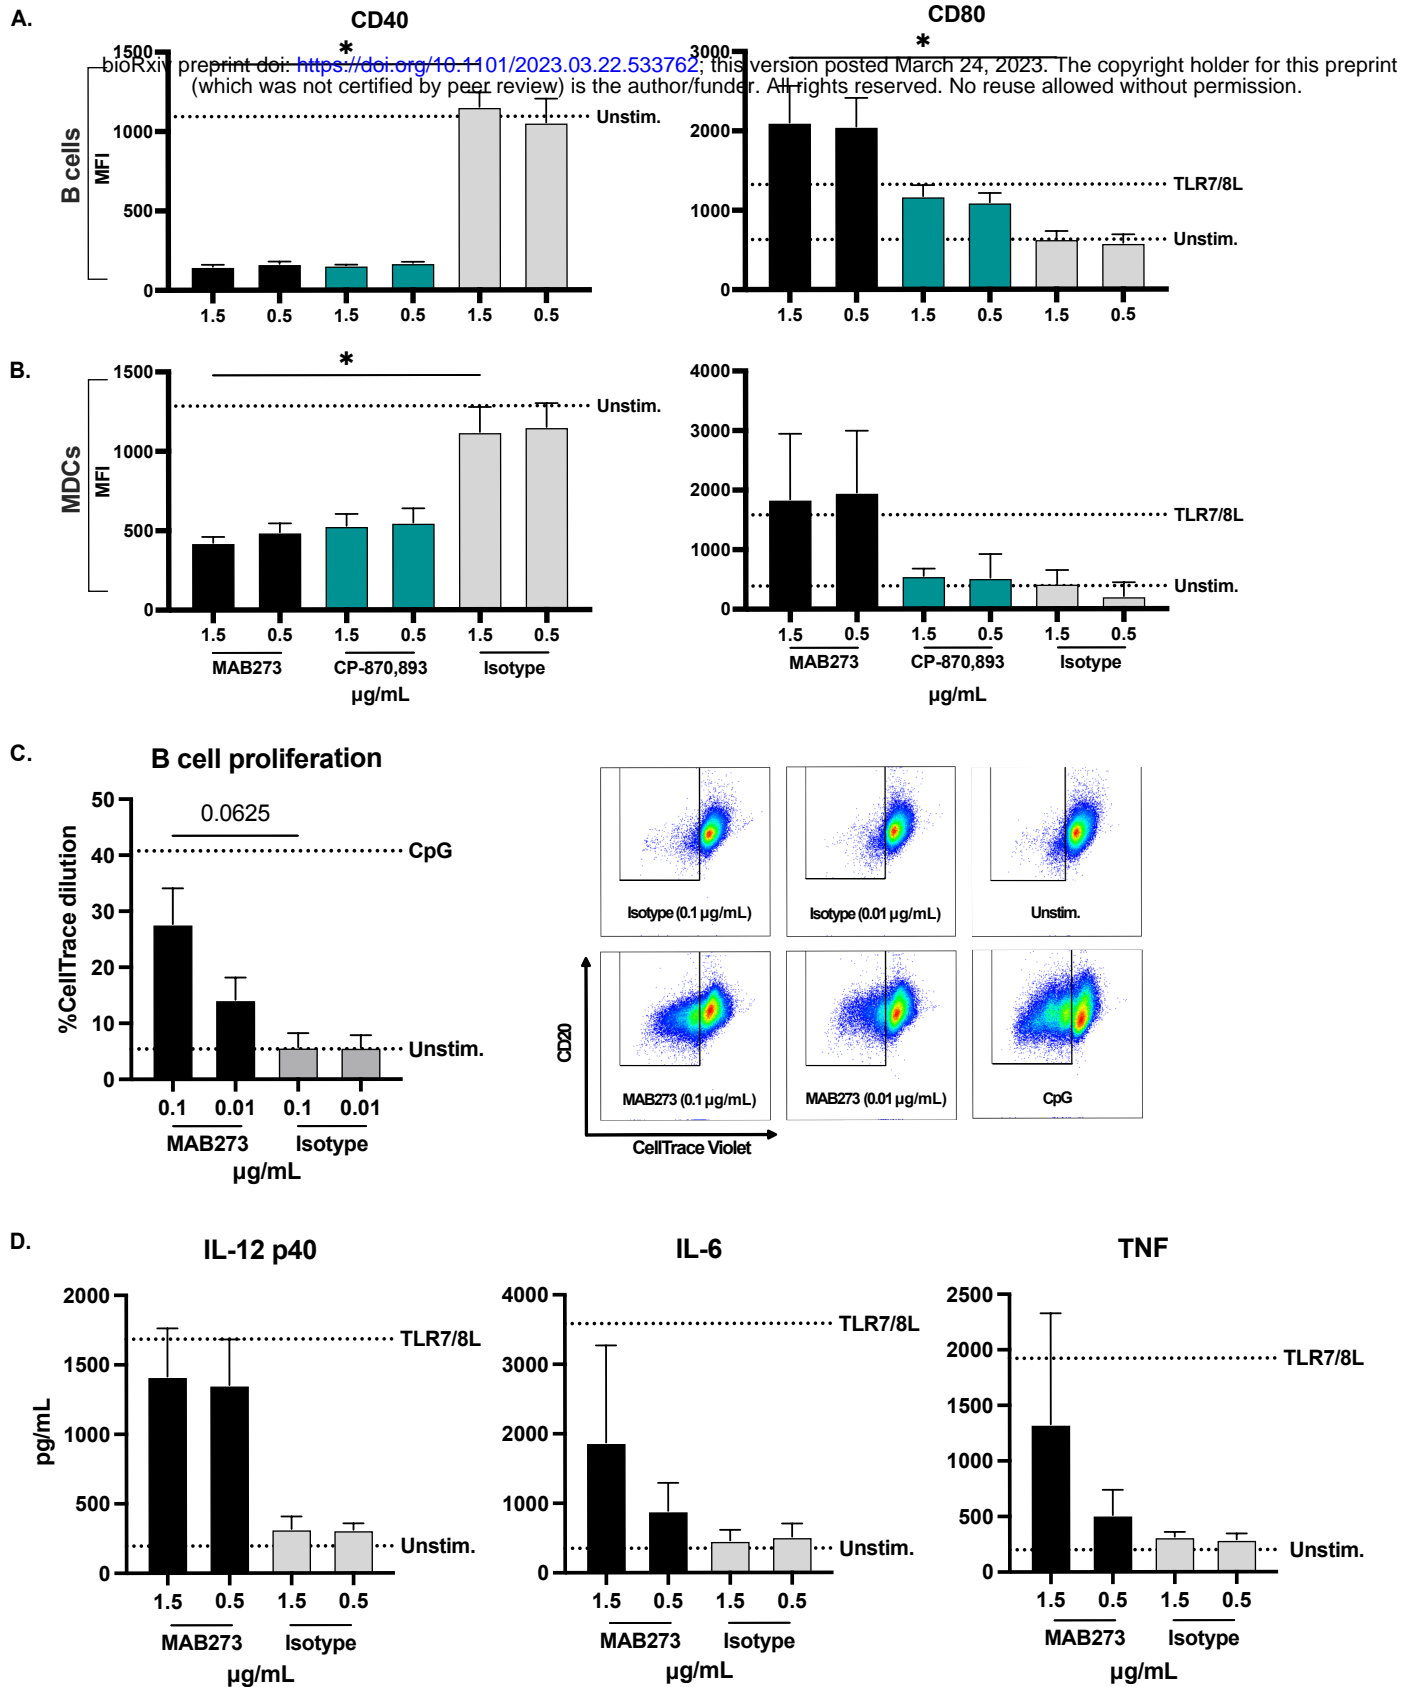 A.
CD40
CD80
bioRxiv preprint doi: https://doi.org/10.1101/2023.03.22.533762; this version posted March 24, 2023. The copyright holder for this preprint
(which was not certified by peer review) is the author/funder. All rights reserved. No reuse allowed without permission.
B cells
MFI
1500
1000
500
0
*
Unstim.
1.5 0.5 1.5 0.5 1.5 0.5
3000
2000
1000
0
*
TLR7/8L
Unstim.
1.5 0.5 1.5 0.5 1.5 0.5
B.
MDCs
MFI
1500
1000
500
0
*
Unstim.
1.5 0.5 1.5 0.5 1.5 0.5
MAB273 CP-870,893 Isotype
µg/mL
4000
3000
2000
1000
0
TLR7/8L
Unstim.
1.5 0.5 1.5 0.5 1.5 0.5
MAB273 CP-870,893 Isotype
µg/mL
C.
B cell proliferation
%CellTrace dilution
50
40
30
20
10
0
0.0625
CpG
Unstim.
0.1 0.01 0.1 0.01
MAB273 Isotype
µg/mL
Isotype (0.1 µg/mL)
Isotype (0.01 µg/mL)
Unstim.
MAB273 (0.1 µg/mL)
MAB273 (0.01 µg/mL)
CpG
CD20
CellTrace Violet
D.
IL-12 p40
pg/mL
2000
1500
1000
500
0
TLR7/8L
Unstim.
1.5 0.5 1.5 0.5
MAB273 Isotype
µg/mL
IL-6
4000
3000
2000
1000
0
TLR7/8L
Unstim.
1.5 0.5 1.5 0.5
MAB273 Isotype
µg/mL
TNF
2500
2000
1500
1000
500
0
TLR7/8L
Unstim.
1.5 0.5 1.5 0.5
MAB273 Isotype
µg/mL